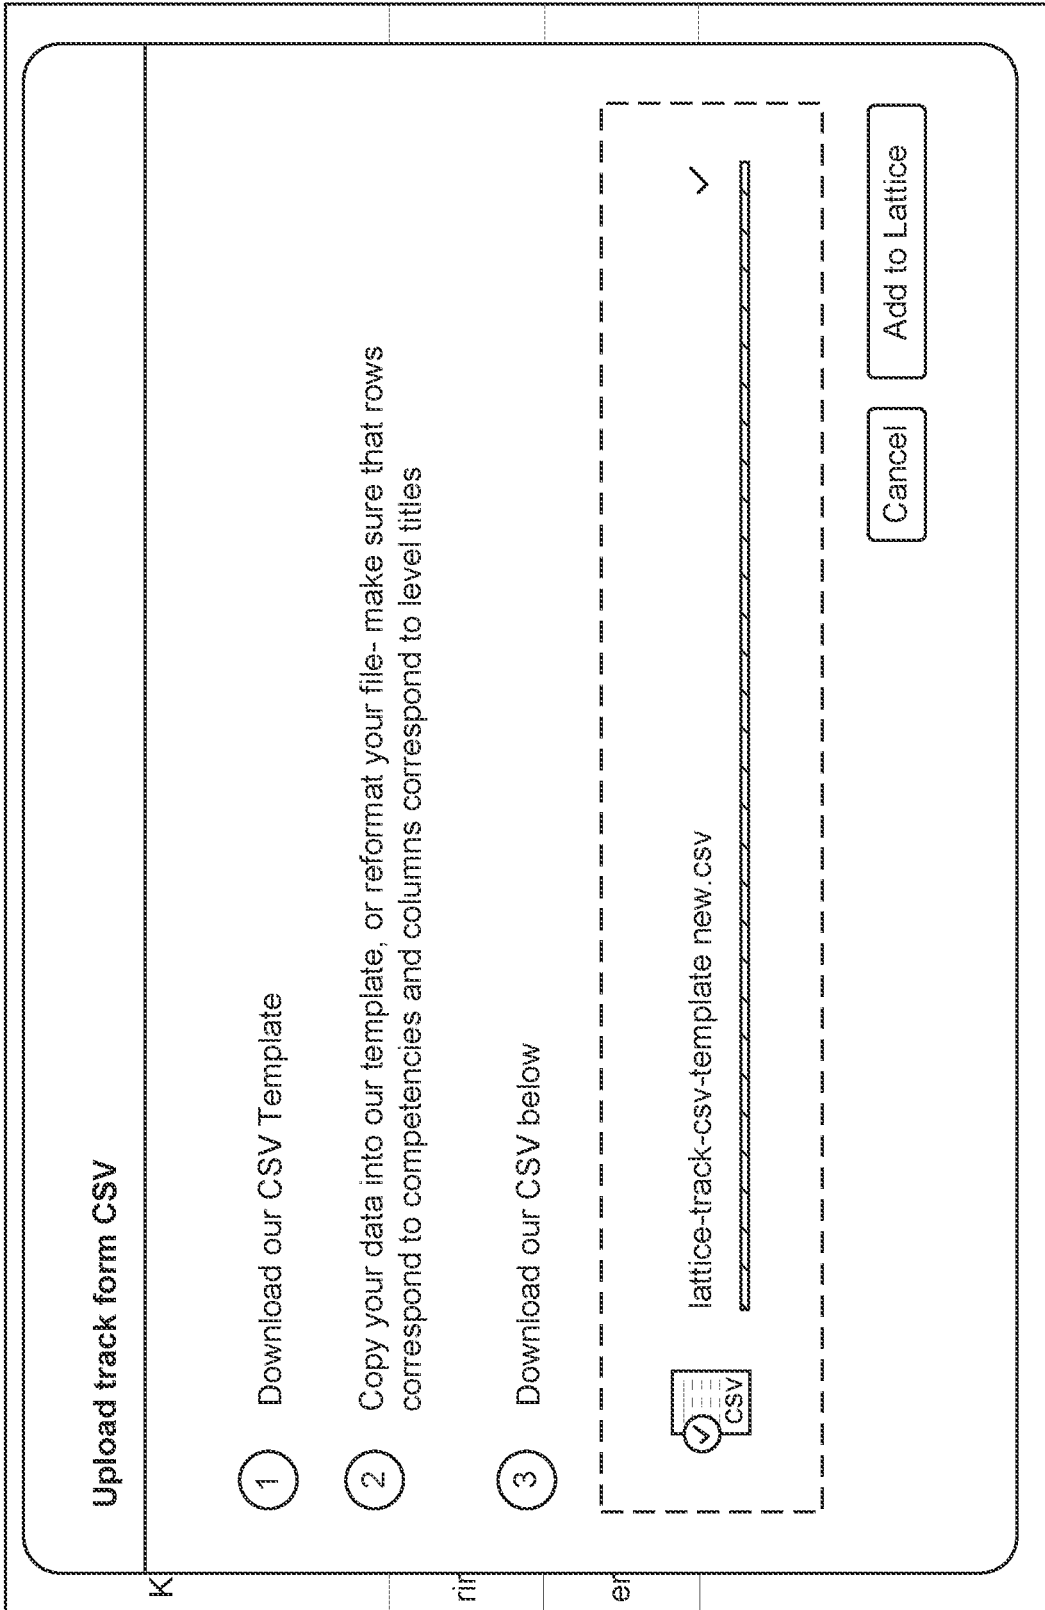 Upload track form CSV
K
1 Download our CSV Template
2 Copy your data into our template, or reformat your file- make sure that rows
correspond to competencies and columns correspond to level titles
rir
3 Download our CSV below
er
lattice-track-csv-template new.csv
CSV
Cancel Add to Lattice